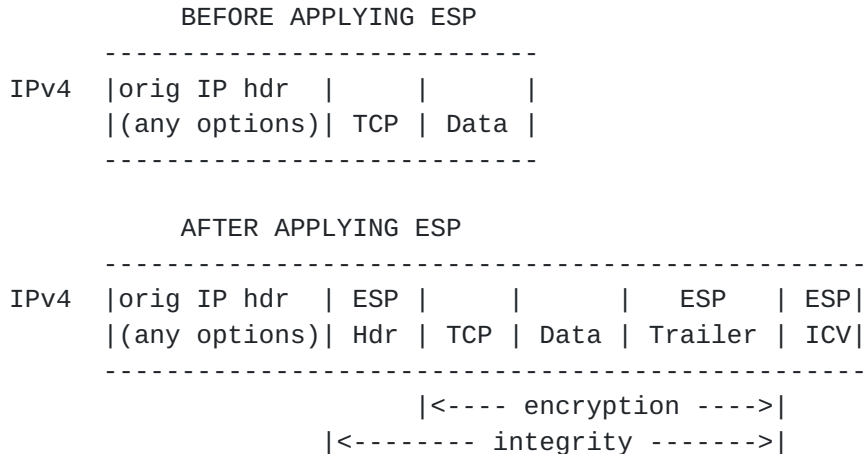 BEFORE APPLYING ESP
----------------------------
IPv4  |orig IP hdr  |     |      |
      |(any options)| TCP | Data |
----------------------------
AFTER APPLYING ESP
-------------------------------------------------
IPv4  |orig IP hdr  | ESP |     |      |   ESP   | ESP|
      |(any options)| Hdr | TCP | Data | Trailer | ICV|
-------------------------------------------------
|<---- encryption ---->|
|<-------- integrity ------->|